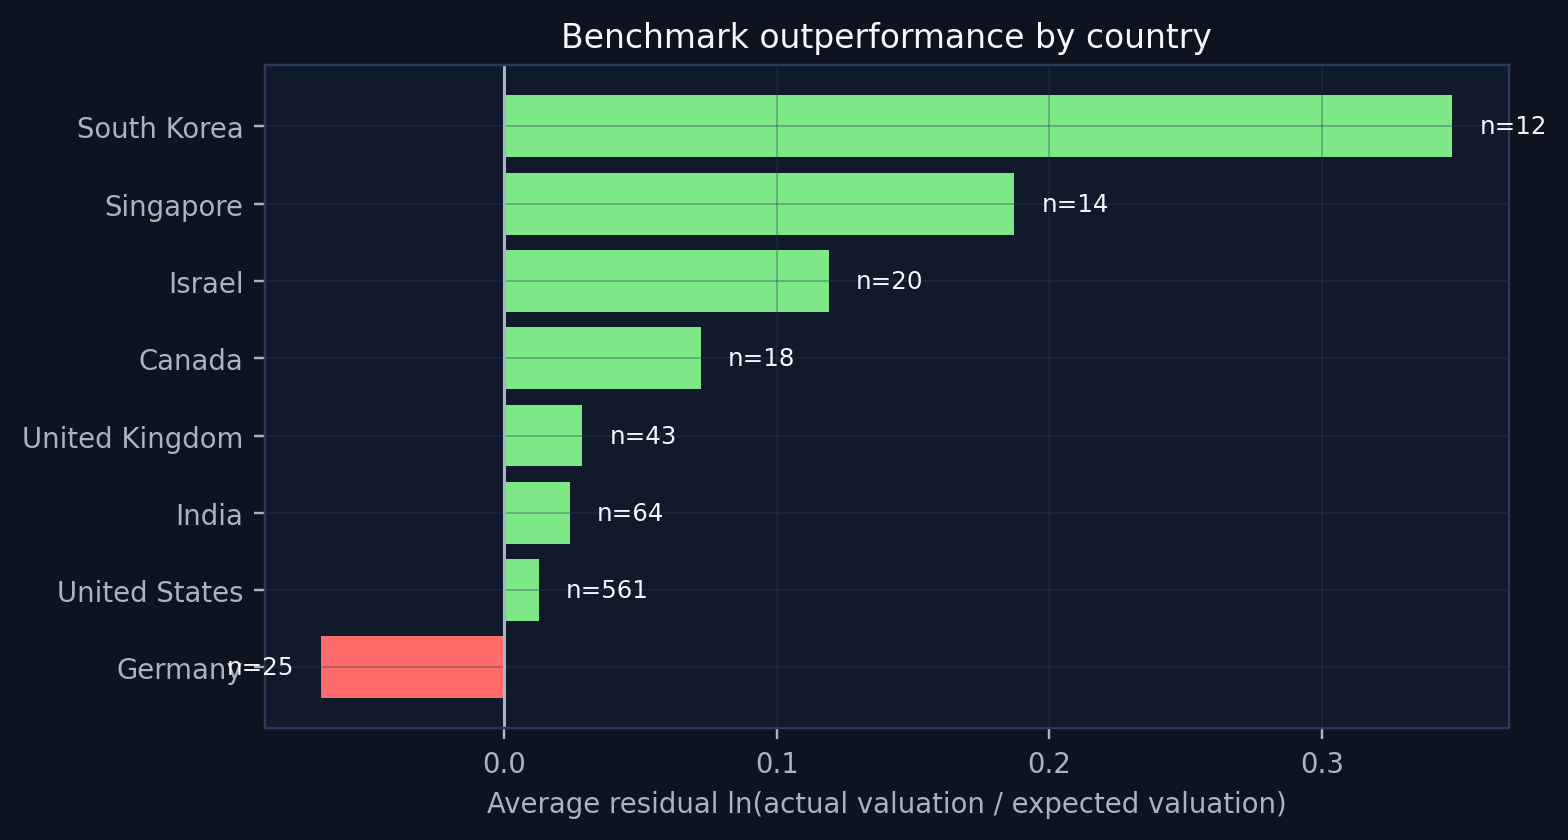 Benchmark outperformance by country
South Korea n=12
Singapore n=14
Israel n=20
Canada n=18
United Kingdom n=43
India n=64
United States n=561
Germany n=25
0.0 0.1 0.2 0.3
Average residual ln(actual valuation / expected valuation)